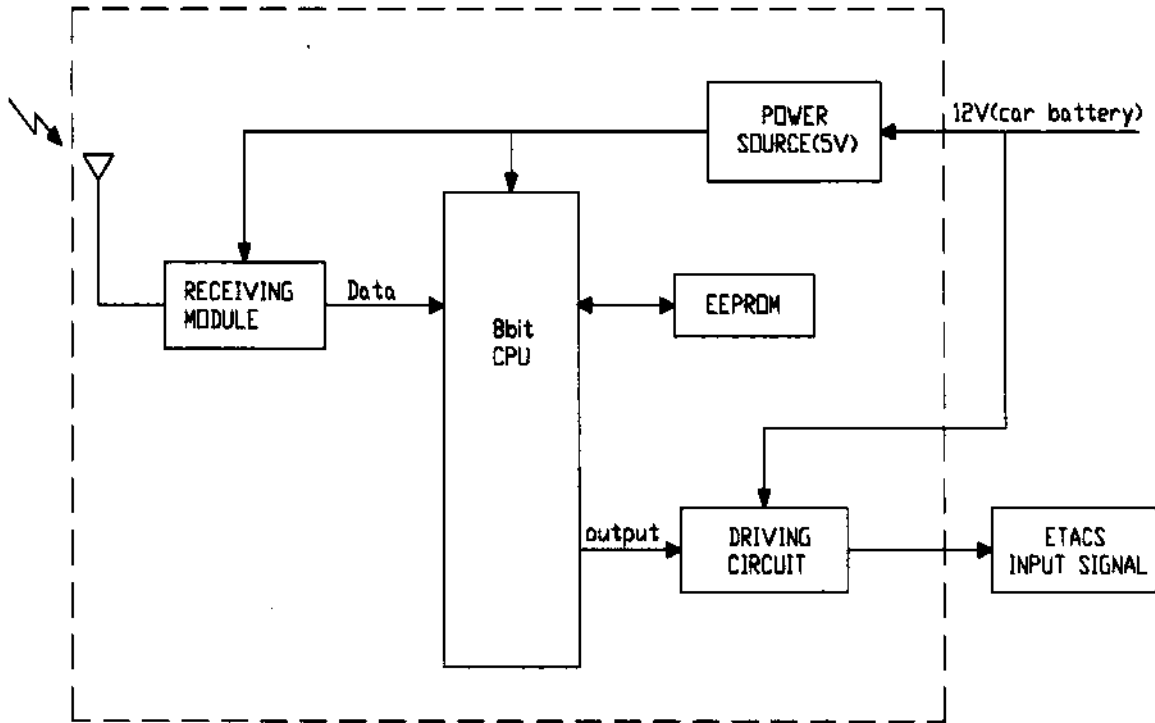 POWER
SOURCE(5V)
12V(car battery)
RECEIVING
MODULE
Data
8bit
CPU
EEPROM
output
DRIVING
CIRCUIT
ETACS
INPUT SIGNAL